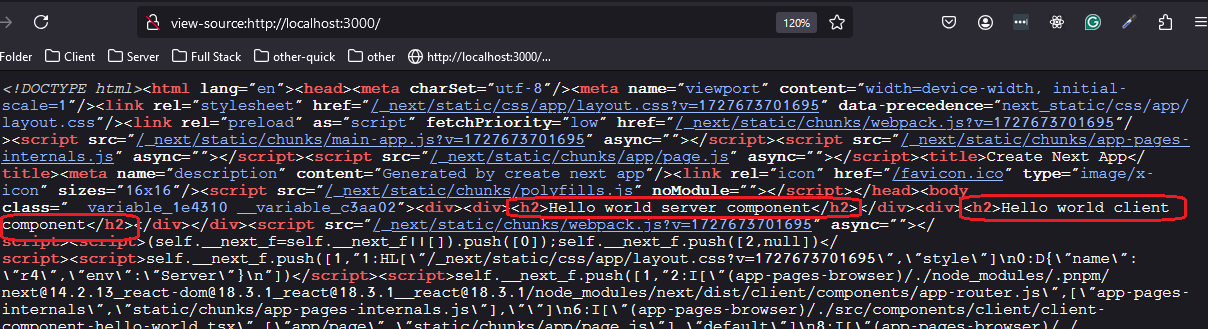 view-source:http://localhost:3000/
120%
Folder Client Server Full Stack other-quick other http://localhost:3000/...
<!DOCTYPE html><html lang="en"><head><meta charSet="utf-8"/><meta name="viewport" content="width=device-width, initial-
scale=1"/><link rel="stylesheet" href="/_next/static/css/app/layout.css?v=1727673701695" data-precedence="next_static/css/app/
layout.css"/><link rel="preload" as="script" fetchPriority="low" href="/_next/static/chunks/webpack.js?v=1727673701695"/
><script src="/_next/static/chunks/main-app.js?v=1727673701695" async=""></script><script src="/_next/static/chunks/app-pages-
internals.js" async=""></script><script src="/_next/static/chunks/app/page.js" async=""></script><title>Create Next App</
title><meta name="description" content="Generated by create next app"/><link rel="icon" href="/favicon.ico" type="image/x-
icon" sizes="16x16"/><script src="/_next/static/chunks/polyfills.js" noModule=""></script></head><body
class="__variable_1e4310 __variable_c3aa02"><div><div><h2>Hello world server component</h2></div><div><h2>Hello world client
component</h2></div></div><script src="/_next/static/chunks/webpack.js?v=1727673701695" async=""></
script><script>(self.__next_f=self.__next_f||[]).push([0]);self.__next_f.push([2,null])</
script><script>self.__next_f.push([1,"1:HL[\"/_next/static/css/app/layout.css?v=1727673701695\",\"style\"]\n0:D{\"name\":
\"r4\",\"env\":\"Server\"}\n"])</script><script>self.__next_f.push([1,"2:I[\"(app-pages-browser)/./node_modules/.pnpm/
next@14.2.13_react-dom@18.3.1_react@18.3.1__react@18.3.1/node_modules/next/dist/client/components/app-router.js\",[\"app-pages-
internals\",\"static/chunks/app-pages-internals.js\"],\"\"]\n6:I[\"(app-pages-browser)/./src/components/client/client-
component-hello-world.tsx\",[\"app/page\",\"static/chunks/app/page.js\"],\"default\"]\n8:I[\"(app-pages-browser)/./